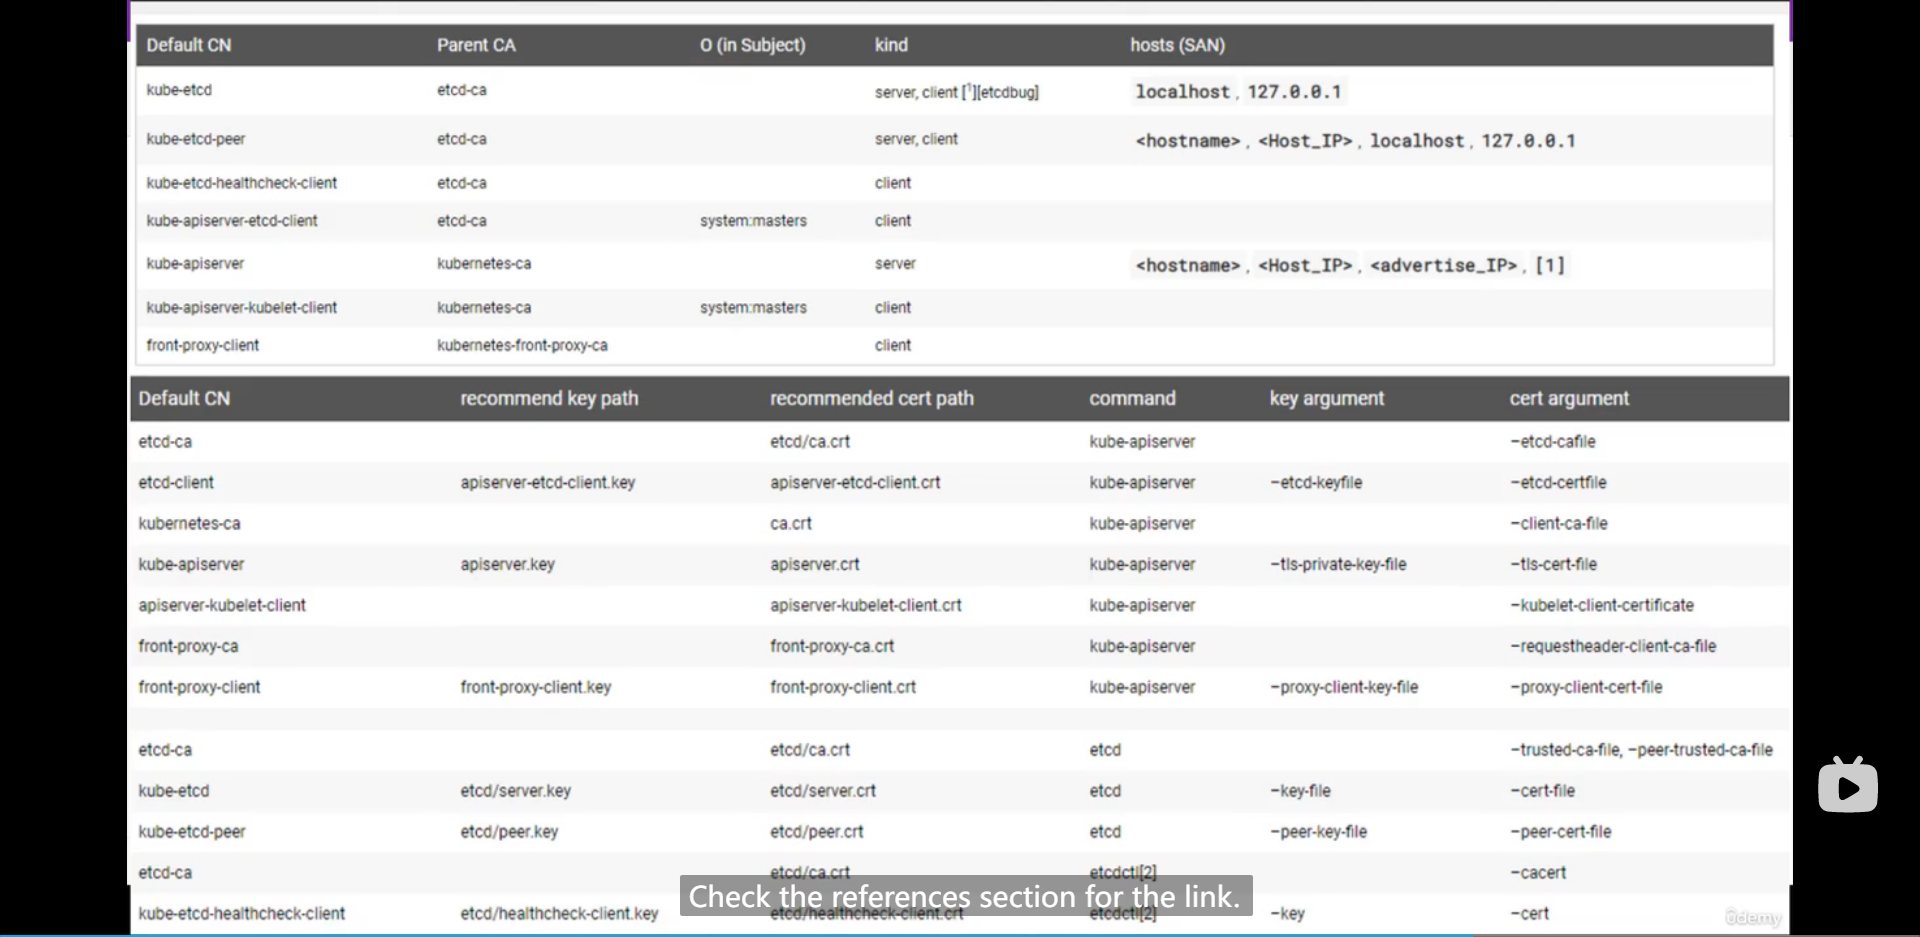 Default CN Parent CA O (in Subject) kind hosts (SAN)
kube-etcd etcd-ca server, client [1][etcdbug] localhost, 127.0.0.1
kube-etcd-peer etcd-ca server, client <hostname>, <Host_IP>, localhost, 127.0.0.1
kube-etcd-healthcheck-client etcd-ca client
kube-apiserver-etcd-client etcd-ca system:masters client
kube-apiserver kubernetes-ca server <hostname>, <Host_IP>, <advertise_IP>, [1]
kube-apiserver-kubelet-client kubernetes-ca system:masters client
front-proxy-client kubernetes-front-proxy-ca client
Default CN recommend key path recommended cert path command key argument cert argument
etcd-ca etcd/ca.crt kube-apiserver –etcd-cafile
etcd-client apiserver-etcd-client.key apiserver-etcd-client.crt kube-apiserver –etcd-keyfile –etcd-certfile
kubernetes-ca ca.crt kube-apiserver –client-ca-file
kube-apiserver apiserver.key apiserver.crt kube-apiserver –tls-private-key-file –tls-cert-file
apiserver-kubelet-client apiserver-kubelet-client.crt kube-apiserver –kubelet-client-certificate
front-proxy-ca front-proxy-ca.crt kube-apiserver –requestheader-client-ca-file
front-proxy-client front-proxy-client.key front-proxy-client.crt kube-apiserver –proxy-client-key-file –proxy-client-cert-file
etcd-ca etcd/ca.crt etcd –trusted-ca-file, –peer-trusted-ca-file
kube-etcd etcd/server.key etcd/server.crt etcd –key-file –cert-file
kube-etcd-peer etcd/peer.key etcd/peer.crt etcd –peer-key-file –peer-cert-file
etcd-ca etcd/ca.crt etcdctl[2] –cacert
Check the references section for the link.
kube-etcd-healthcheck-client etcd/healthcheck-client.key etcd/healthcheck-client.crt etcdctl[2] –key –cert
ûdemy